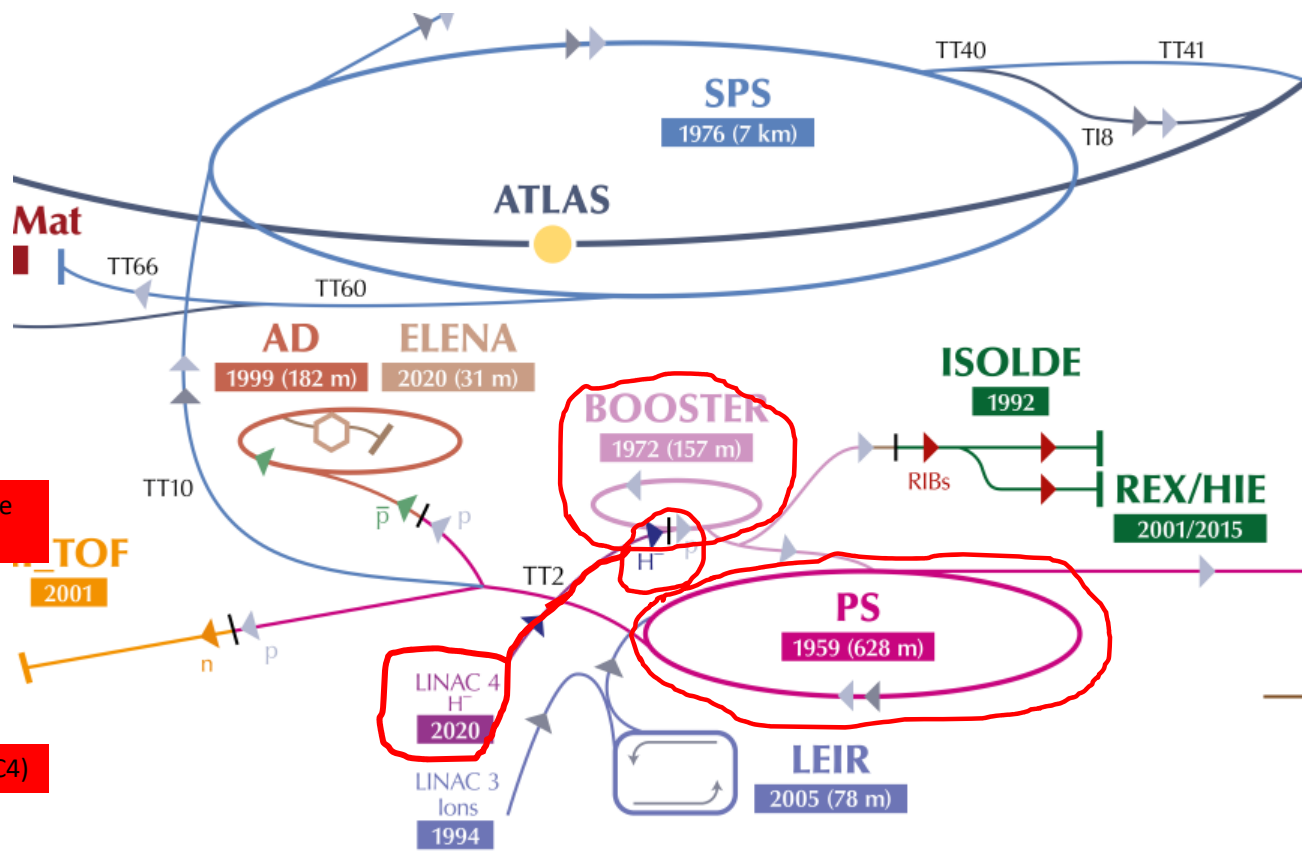 TT40
TT41
SPS
1976 (7 km)
TI8
ATLAS
Mat
TT66
TT60
AD
1999 (182 m)
ELENA
2020 (31 m)
ISOLDE
1992
BOOSTER
1972 (157 m)
RIBs
REX/HIE
2001/2015
TT10
p̅
p
H⁻
p
e
_TOF
2001
TT2
PS
1959 (628 m)
n
p
LINAC 4
H⁻
2020
LEIR
2005 (78 m)
C4)
LINAC 3
Ions
1994